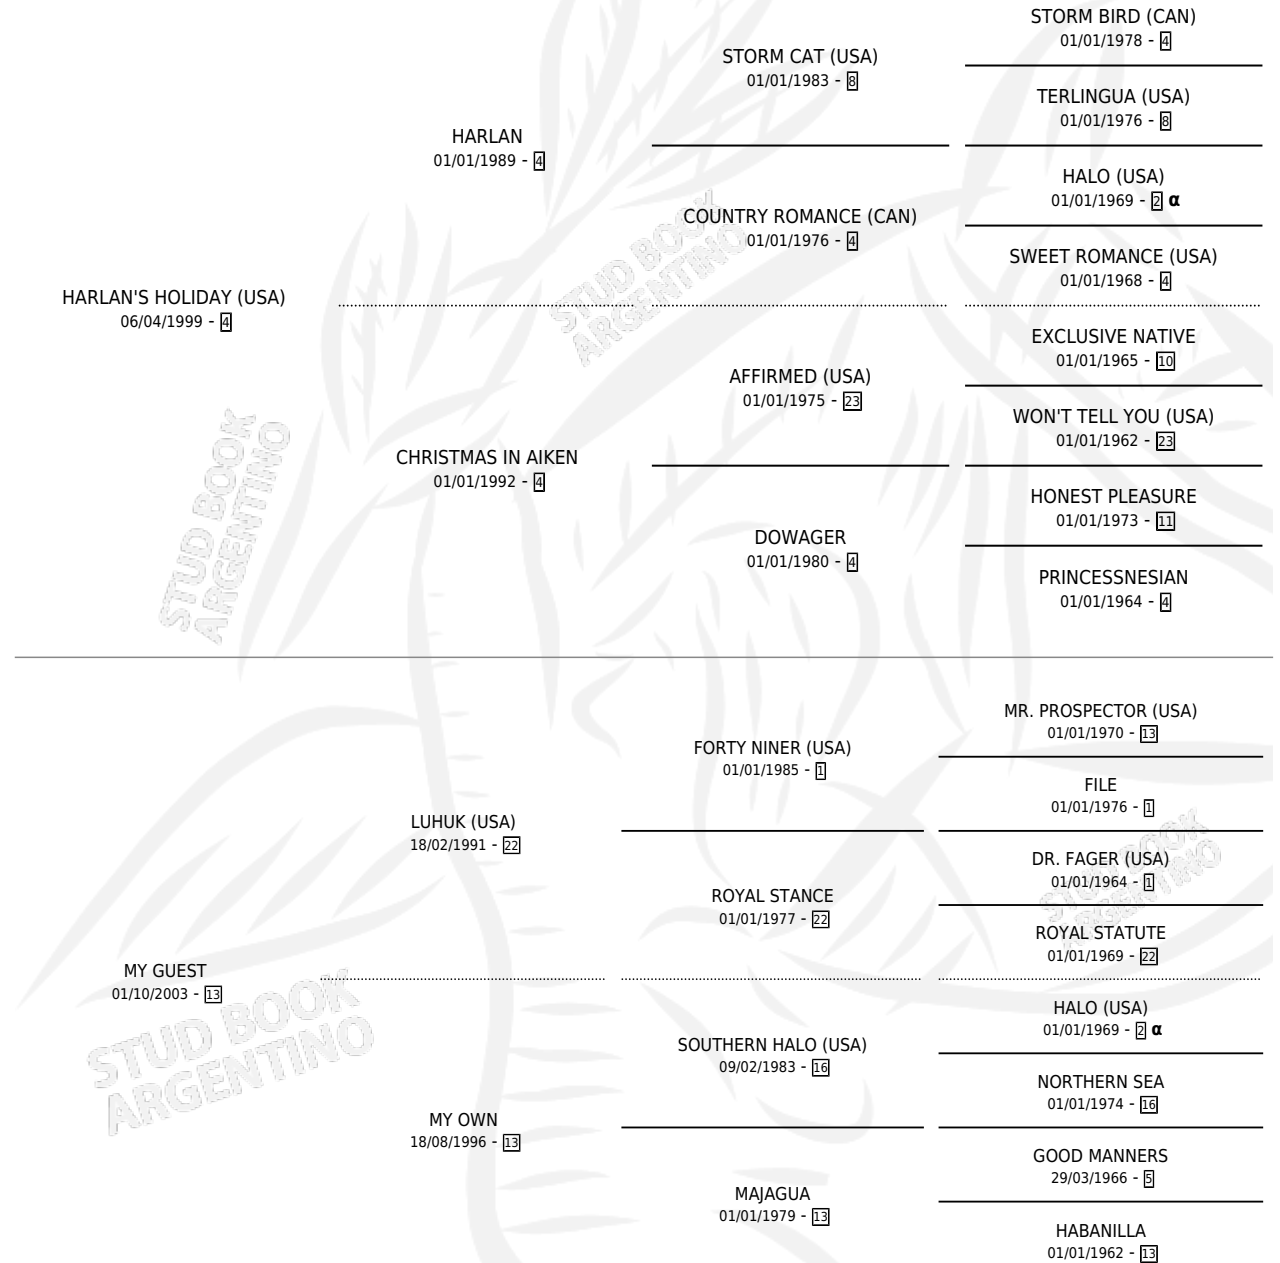 STORM BIRD (CAN)
01/01/1978 - 4
STORM CAT (USA)
01/01/1983 - 8
TERLINGUA (USA)
01/01/1976 - 8
HARLAN
01/01/1989 - 4
HALO (USA)
01/01/1969 - 2 α
COUNTRY ROMANCE (CAN)
01/01/1976 - 4
SWEET ROMANCE (USA)
01/01/1968 - 4
HARLAN'S HOLIDAY (USA)
06/04/1999 - 4
EXCLUSIVE NATIVE
01/01/1965 - 10
AFFIRMED (USA)
01/01/1975 - 23
WON'T TELL YOU (USA)
01/01/1962 - 23
CHRISTMAS IN AIKEN
01/01/1992 - 4
HONEST PLEASURE
01/01/1973 - 11
DOWAGER
01/01/1980 - 4
PRINCESSNESIAN
01/01/1964 - 4
MR. PROSPECTOR (USA)
01/01/1970 - 13
FORTY NINER (USA)
01/01/1985 - 1
FILE
01/01/1976 - 1
LUHUK (USA)
18/02/1991 - 22
DR. FAGER (USA)
01/01/1964 - 1
ROYAL STANCE
01/01/1977 - 22
ROYAL STATUTE
01/01/1969 - 22
MY GUEST
01/10/2003 - 13
HALO (USA)
01/01/1969 - 2 α
SOUTHERN HALO (USA)
09/02/1983 - 16
NORTHERN SEA
01/01/1974 - 16
MY OWN
18/08/1996 - 13
GOOD MANNERS
29/03/1966 - 5
MAJAGUA
01/01/1979 - 13
HABANILLA
01/01/1962 - 13
STUD BOOK
ARGENTINO
STUD BOOK
ARGENTINO
STUD BOOK
ARGENTINO
STUD BOOK
ARGENTINO